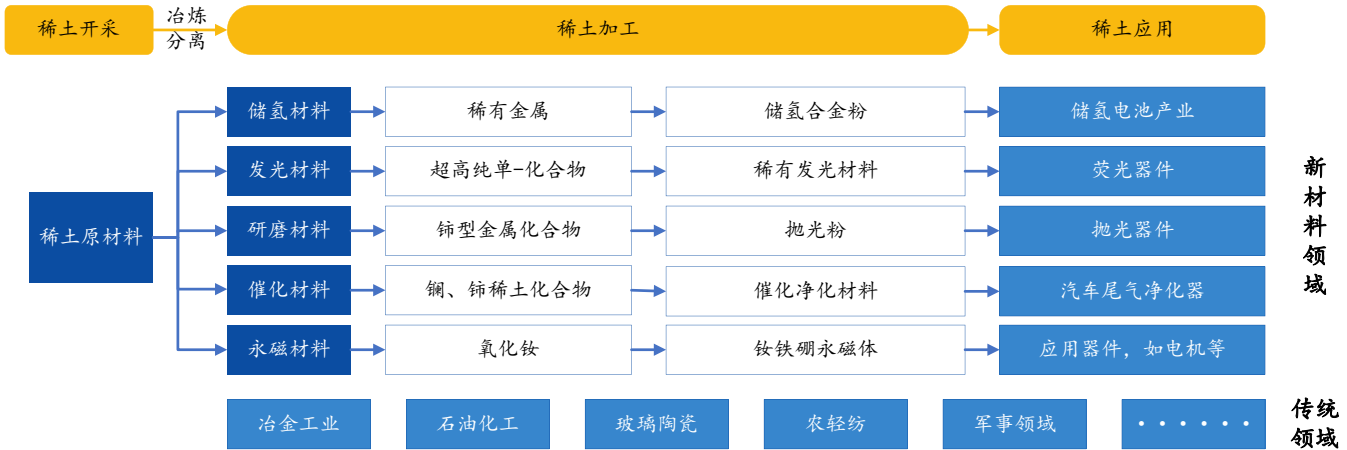 稀土开采
冶炼
分离
稀土加工
稀土应用
稀土原材料
储氢材料
稀有金属
储氢合金粉
储氢电池产业
发光材料
超高纯单-化合物
稀有发光材料
荧光器件
研磨材料
铈型金属化合物
抛光粉
抛光器件
催化材料
镧、铈稀土化合物
催化净化材料
汽车尾气净化器
永磁材料
氧化钕
钕铁硼永磁体
应用器件，如电机等
新
材
料
领
域
冶金工业
石油化工
玻璃陶瓷
农轻纺
军事领域
······
传统
领域